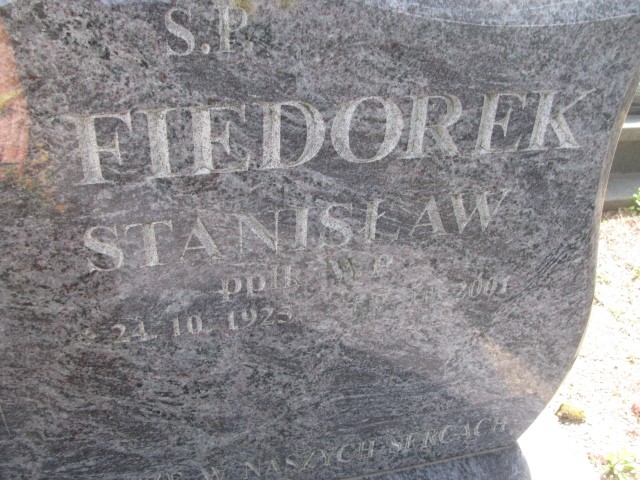 S.P.
FIEDOREK
STANISŁAW
ppłk W.P.
24.10.1925 2001
W NASZYCH SERCACH